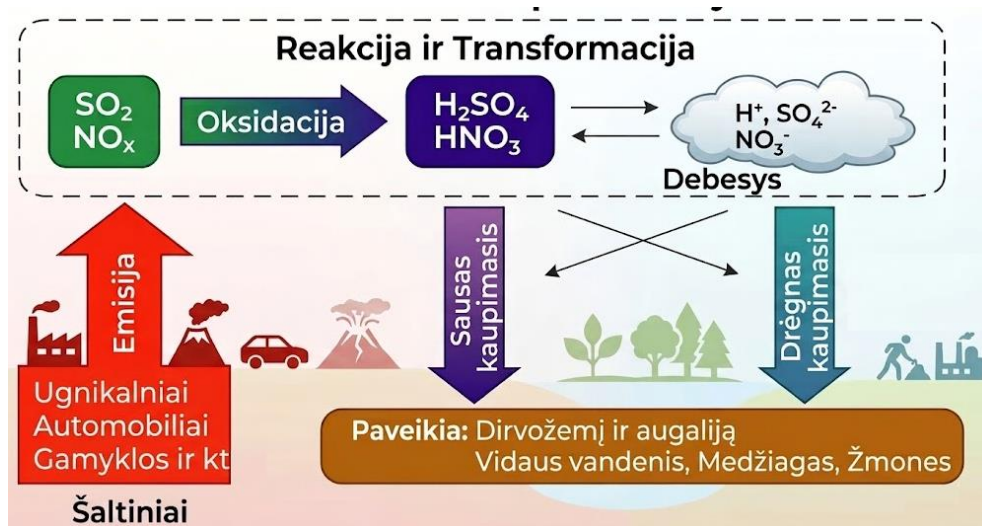 Reakcija ir Transformacija
SO₂
NOₓ
Oksidacija
H₂SO₄
HNO₃
H⁺, SO₄²⁻
NO₃⁻
Debesys
Emisija
Sausas
kaupimasis
Drėgnas
kaupimasis
Ugnikalniai
Automobiliai
Gamyklos ir kt
Šaltiniai
Paveikia: Dirvožemį ir augaliją
Vidaus vandenis, Medžiagas, Žmones